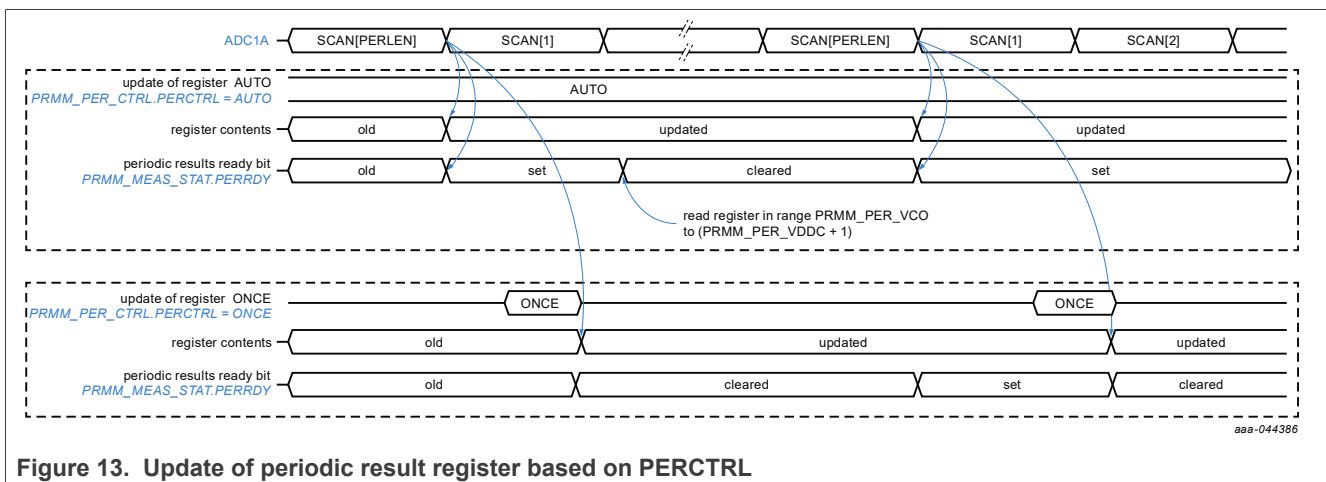 ADC1A SCAN[PERLEN] SCAN[1] SCAN[PERLEN] SCAN[1] SCAN[2]
update of register AUTO
PRMM_PER_CTRL.PERCTRL = AUTO
AUTO
register contents old updated updated
periodic results ready bit
PRMM_MEAS_STAT.PERRDY
old set cleared set
read register in range PRMM_PER_VCO
to (PRMM_PER_VDDC + 1)
update of register ONCE
PRMM_PER_CTRL.PERCTRL = ONCE
ONCE ONCE
register contents old updated updated
periodic results ready bit
PRMM_MEAS_STAT.PERRDY
old cleared set cleared
aaa-044386
Figure 13. Update of periodic result register based on PERCTRL